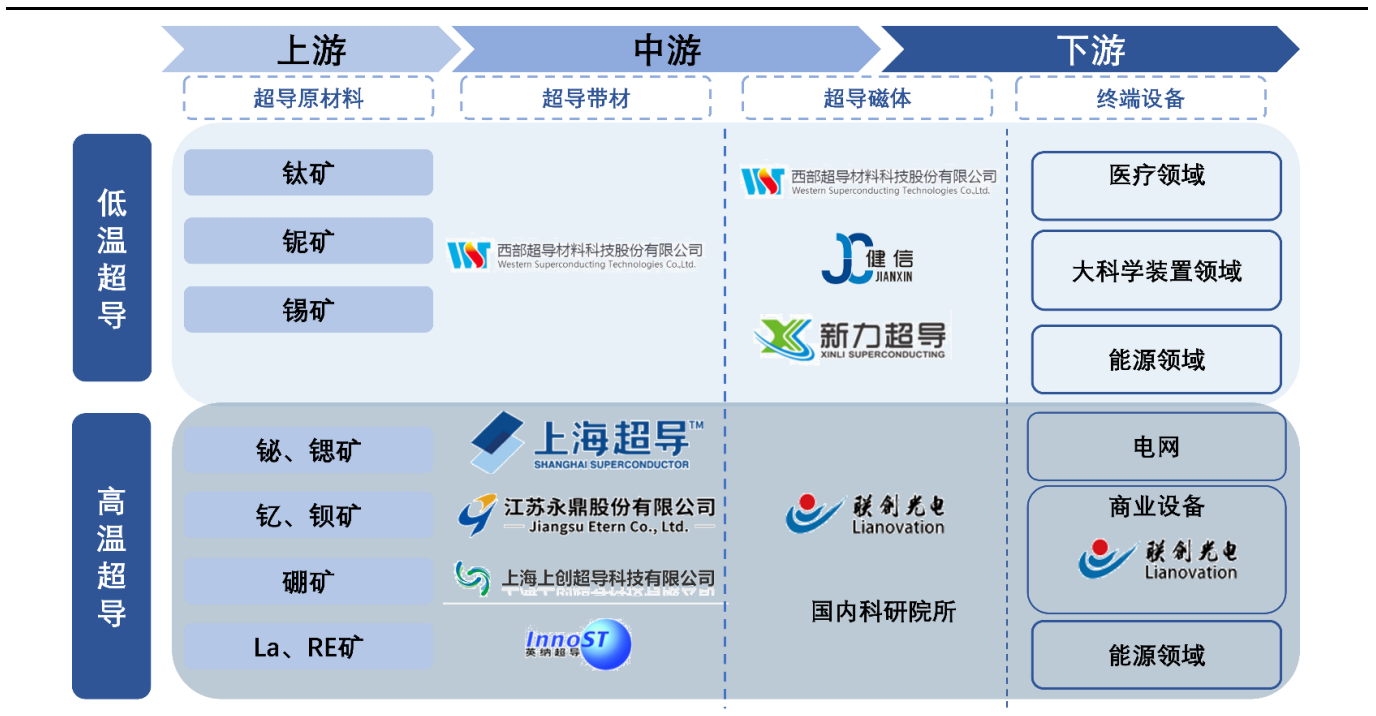 上游
中游
下游
超导原材料
超导带材
超导磁体
终端设备
低温超导
钛矿
铌矿
锡矿
西部超导材料科技股份有限公司
Western Superconducting Technologies Co.,Ltd.
西部超导材料科技股份有限公司
Western Superconducting Technologies Co.,Ltd.
健信
JIANXIN
新力超导
XINLI SUPERCONDUCTING
医疗领域
大科学装置领域
能源领域
高温超导
铋、锶矿
钇、钡矿
硼矿
La、RE矿
上海超导™
SHANGHAI SUPERCONDUCTOR
江苏永鼎股份有限公司
Jiangsu Etern Co., Ltd.
上海上创超导科技有限公司
InnoST
英纳超导
联创光电
Lianovation
国内科研院所
电网
商业设备
联创光电
Lianovation
能源领域